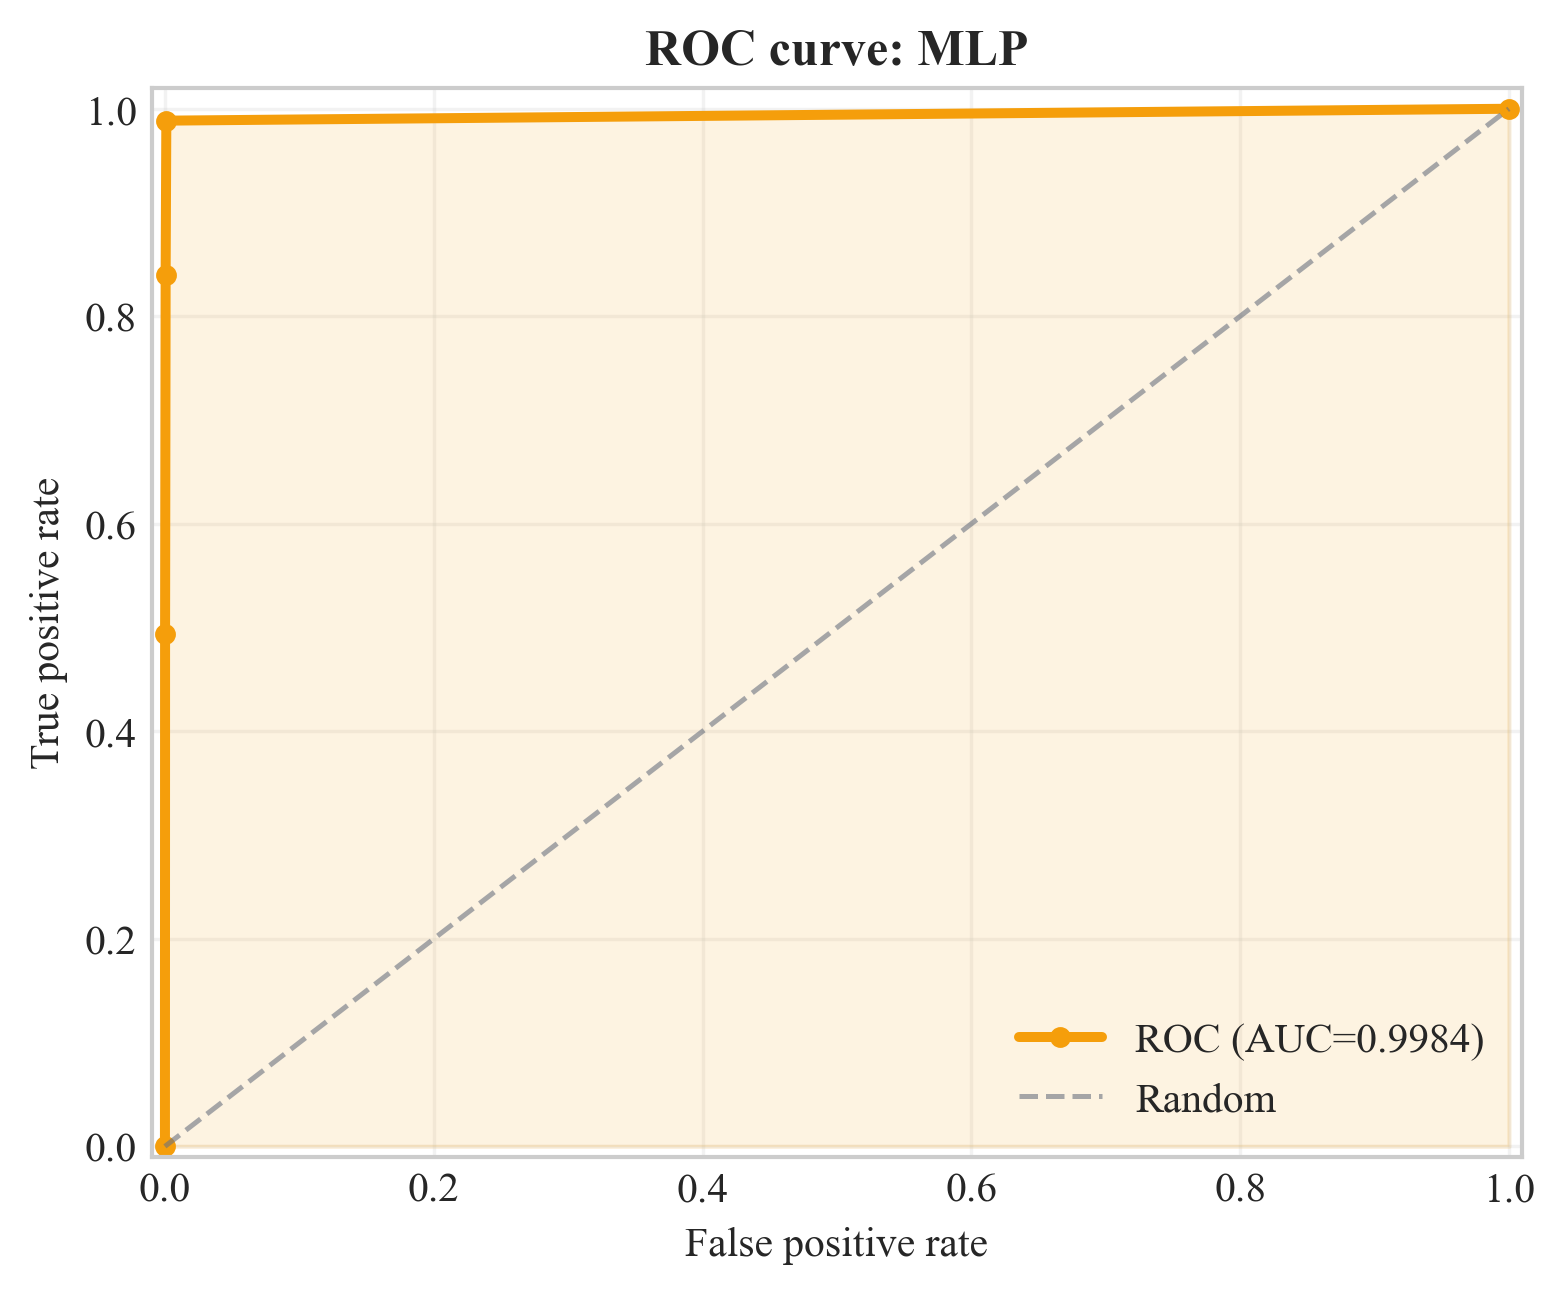 ROC curve: MLP
1.0
0.8
0.6
0.4
0.2
0.0
True positive rate
ROC (AUC=0.9984)
Random
0.0 0.2 0.4 0.6 0.8 1.0
False positive rate